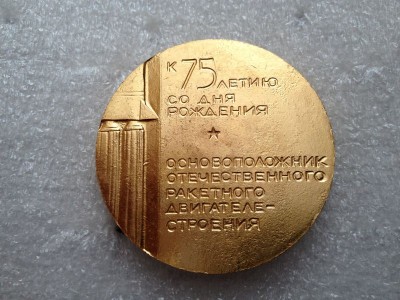 К 75 ЛЕТИЮ
СО ДНЯ
РОЖДЕНИЯ
ОСНОВОПОЛОЖНИК
ОТЕЧЕСТВЕННОГО
РАКЕТНОГО
ДВИГАТЕЛЕ-
СТРОЕНИЯ